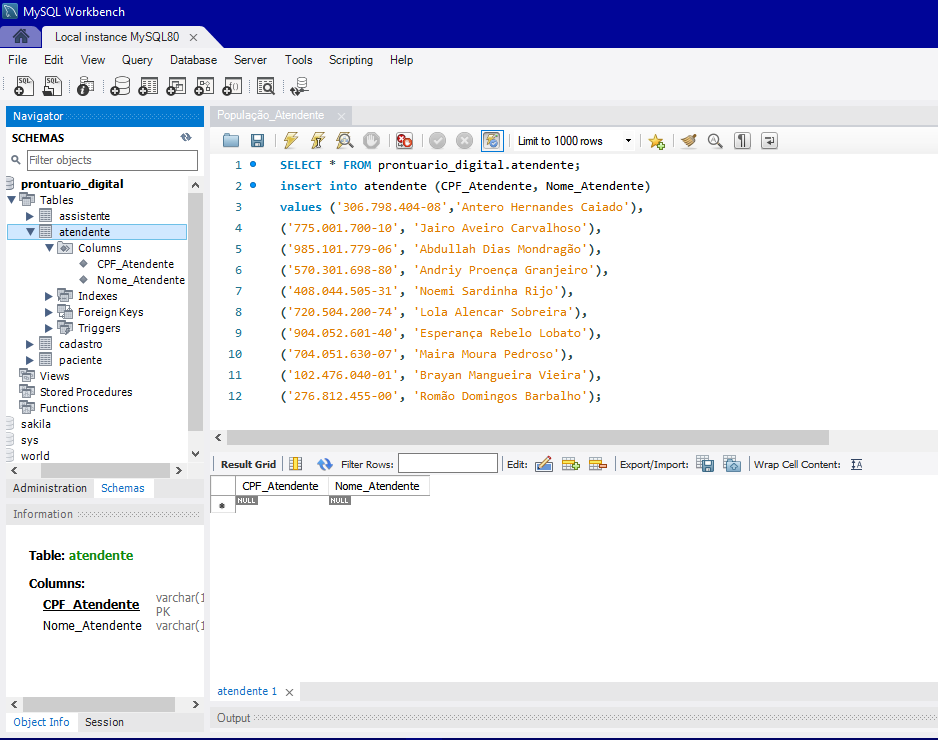 MySQL Workbench
Local instance MySQL80
File Edit View Query Database Server Tools Scripting Help
Navigator
SCHEMAS
Filter objects
prontuario_digital
Tables
assistente
atendente
Columns
CPF_Atendente
Nome_Atendente
Indexes
Foreign Keys
Triggers
cadastro
paciente
Views
Stored Procedures
Functions
sakila
sys
world
Administration Schemas
Information
Table: atendente
Columns:
CPF_Atendente varchar(1
PK
Nome_Atendente varchar(1
Object Info Session
População_Atendente
Limit to 1000 rows
1 SELECT * FROM prontuario_digital.atendente;
2 insert into atendente (CPF_Atendente, Nome_Atendente)
3 values ('306.798.404-08','Antero Hernandes Caiado'),
4 ('775.001.700-10', 'Jairo Aveiro Carvalhoso'),
5 ('985.101.779-06', 'Abdullah Dias Mondragão'),
6 ('570.301.698-80', 'Andriy Proença Granjeiro'),
7 ('408.044.505-31', 'Noemi Sardinha Rijo'),
8 ('720.504.200-74', 'Lola Alencar Sobreira'),
9 ('904.052.601-40', 'Esperança Rebelo Lobato'),
10 ('704.051.630-07', 'Maira Moura Pedroso'),
11 ('102.476.040-01', 'Brayan Mangueira Vieira'),
12 ('276.812.455-00', 'Romão Domingos Barbalho');
Result Grid Filter Rows: Edit: Export/Import: Wrap Cell Content: IA
CPF_Atendente Nome_Atendente
NULL NULL
atendente 1
Output